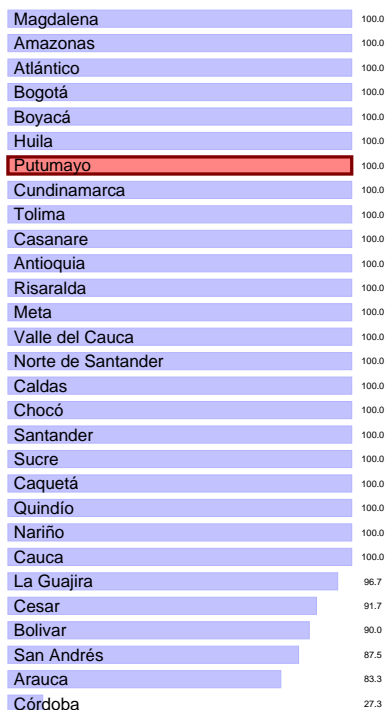 Magdalena 100.0
Amazonas 100.0
Atlántico 100.0
Bogotá 100.0
Boyacá 100.0
Huila 100.0
Putumayo 100.0
Cundinamarca 100.0
Tolima 100.0
Casanare 100.0
Antioquia 100.0
Risaralda 100.0
Meta 100.0
Valle del Cauca 100.0
Norte de Santander 100.0
Caldas 100.0
Chocó 100.0
Santander 100.0
Sucre 100.0
Caquetá 100.0
Quindío 100.0
Nariño 100.0
Cauca 100.0
La Guajira 96.7
Cesar 91.7
Bolivar 90.0
San Andrés 87.5
Arauca 83.3
Córdoba 27.3